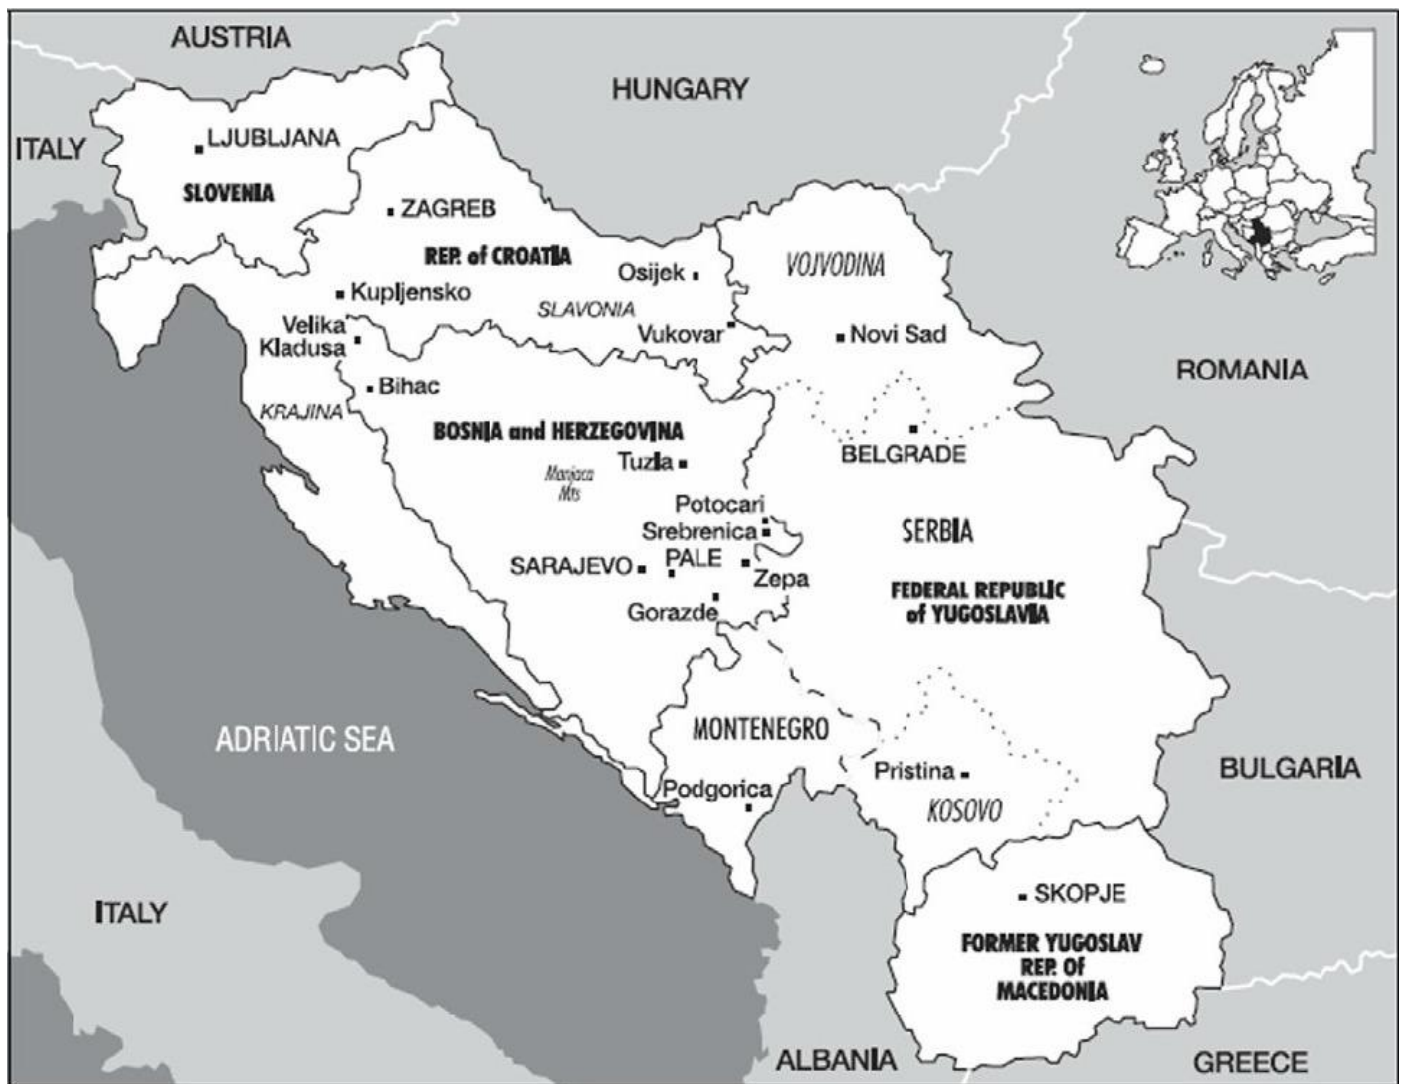 AUSTRIA
HUNGARY
ITALY
LJUBLJANA
SLOVENIA
ZAGREB
REP. of CROATIA
Osijek
VOJVODINA
Kupljensko
SLAVONIA
Velika
Kladusa
Vukovar
Novi Sad
ROMANIA
Bihac
KRAJINA
BOSNIA and HERZEGOVINA
BELGRADE
Tuzla
Manjaca
Mts
Potocari
Srebrenica
SERBIA
SARAJEVO
PALE
Zepa
FEDERAL REPUBLIC
of YUGOSLAVIA
Gorazde
MONTENEGRO
ADRIATIC SEA
Pristina
BULGARIA
Podgorica
KOSOVO
SKOPJE
ITALY
FORMER YUGOSLAV
REP. OF
MACEDONIA
ALBANIA
GREECE